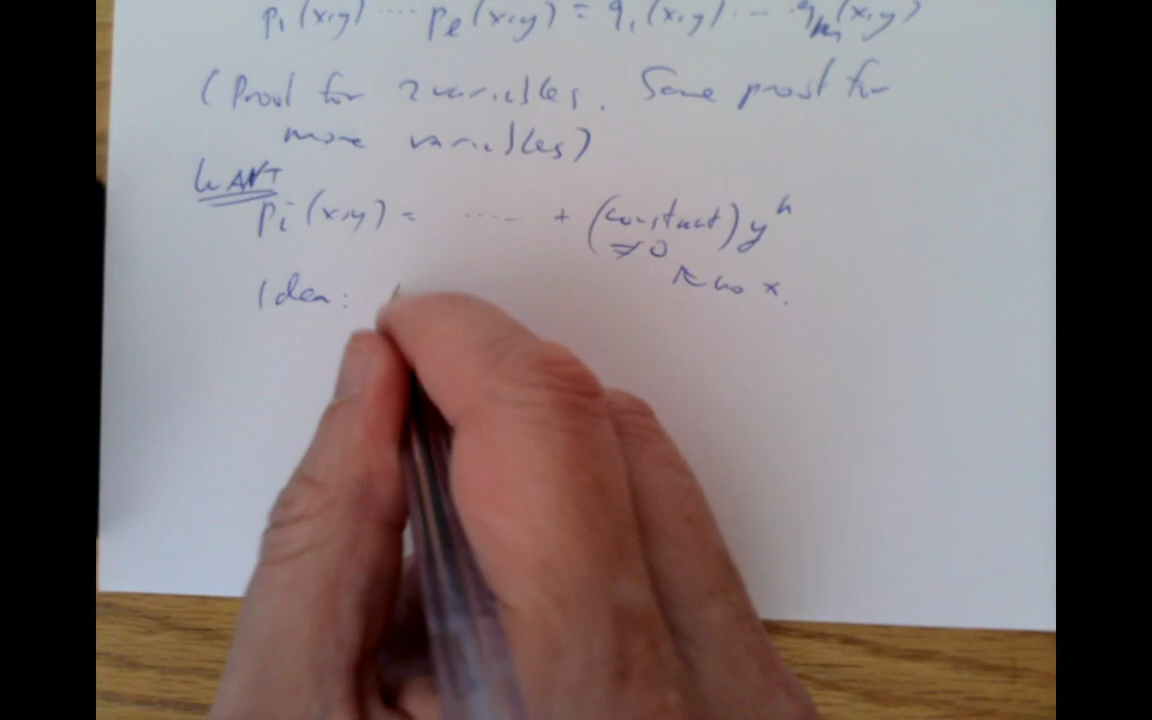 p₁(x,y) ⋯ pₑ(x,y) = q₁(x,y) ⋯ qₘ(x,y)
(Proof for 2 variables. Same proof for
more variables)
WANT
pᵢ(x,y) = ⋯ + (constant) yⁿ
≠0
↖ no x.
Idea: